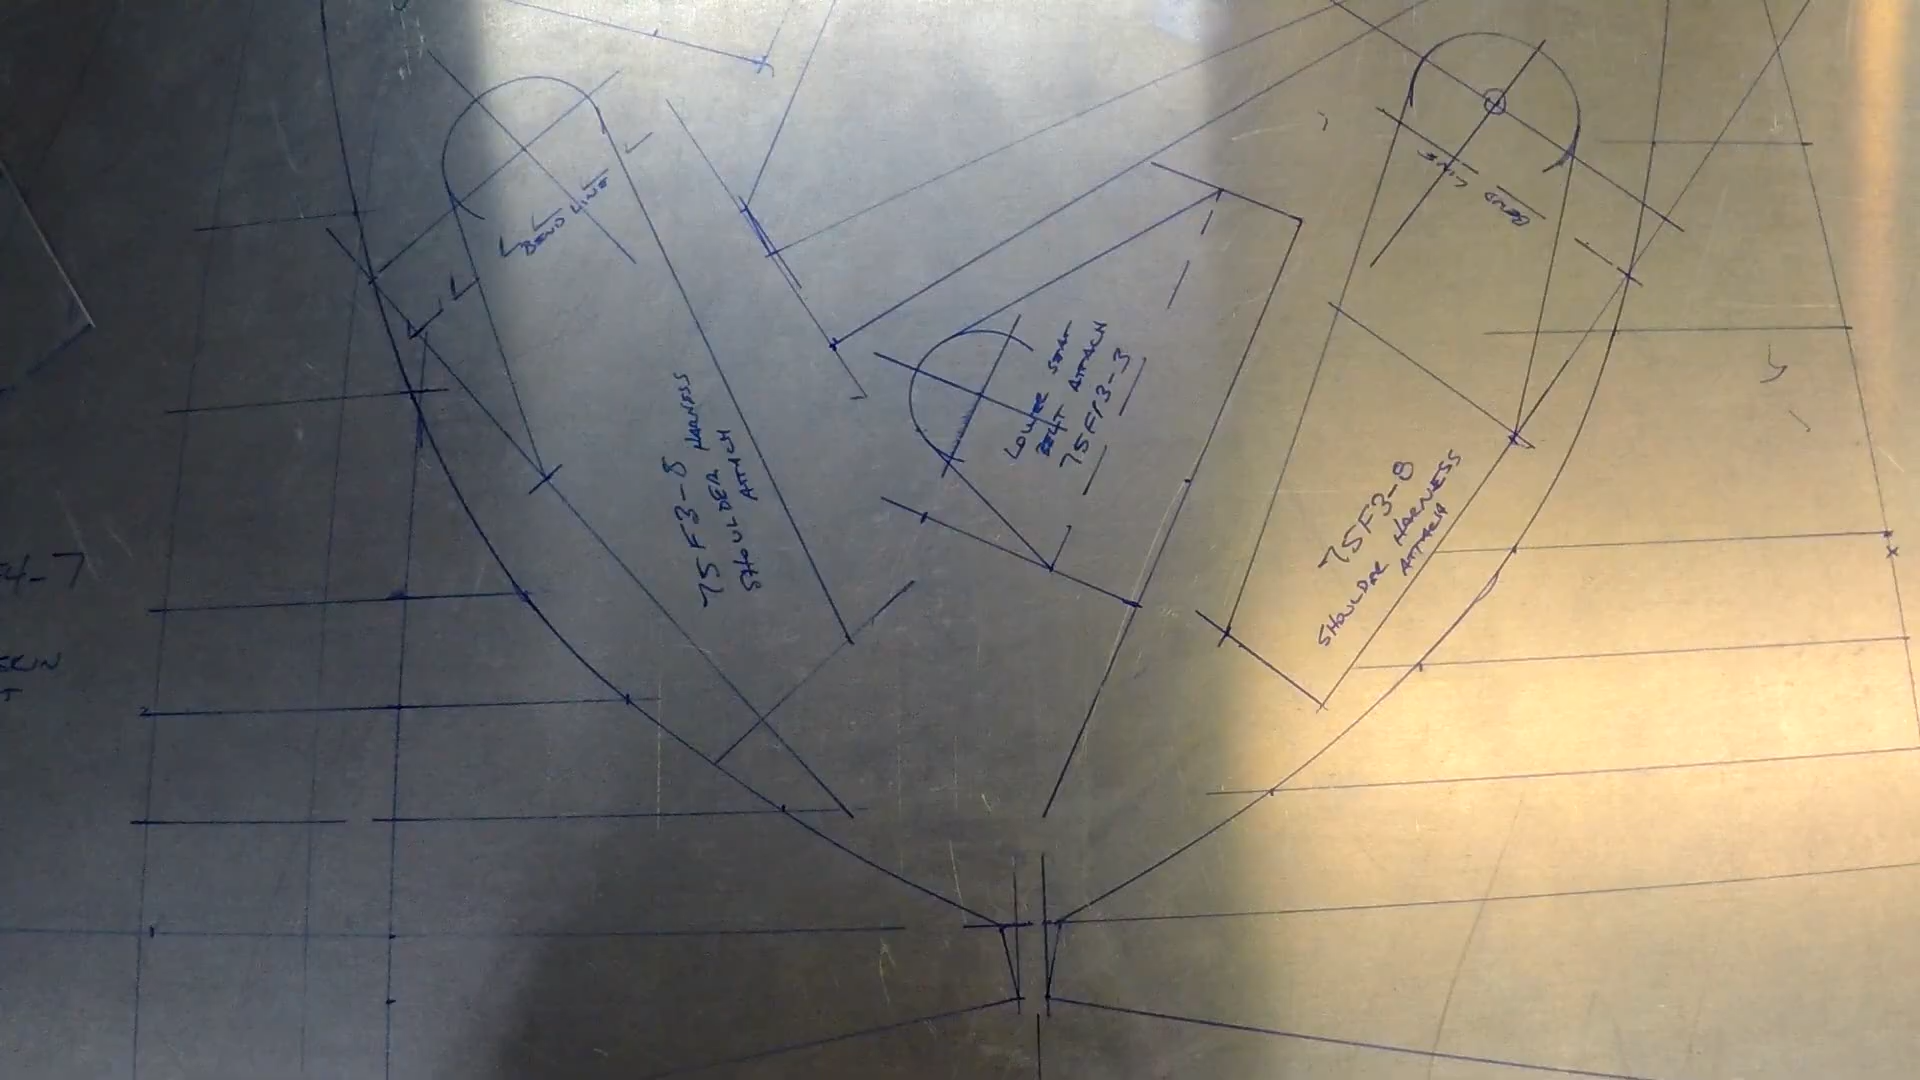 BEND LINE
75F3-8 HARNESS
SHOULDER
ATTACH
LOWER SEAT
BELT ATTACH
75FF3-3
LINE
BEND
75F3-8
SHOULDER HARNESS
ATTACH
4-7
SKIN